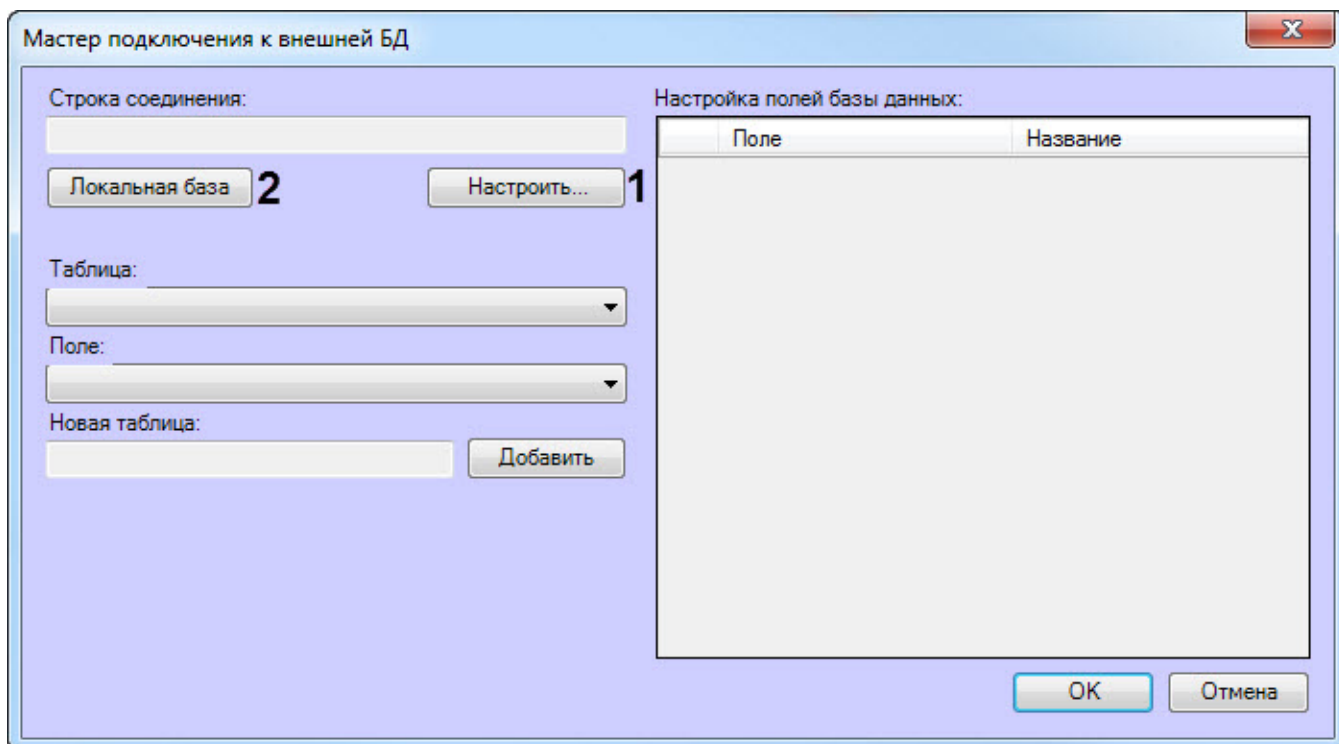 Мастер подключения к внешней БД
X
Строка соединения:
Локальная база 2 Настроить... 1
Таблица:
Поле:
Новая таблица:
Добавить
Настройка полей базы данных:
Поле Название
OK Отмена